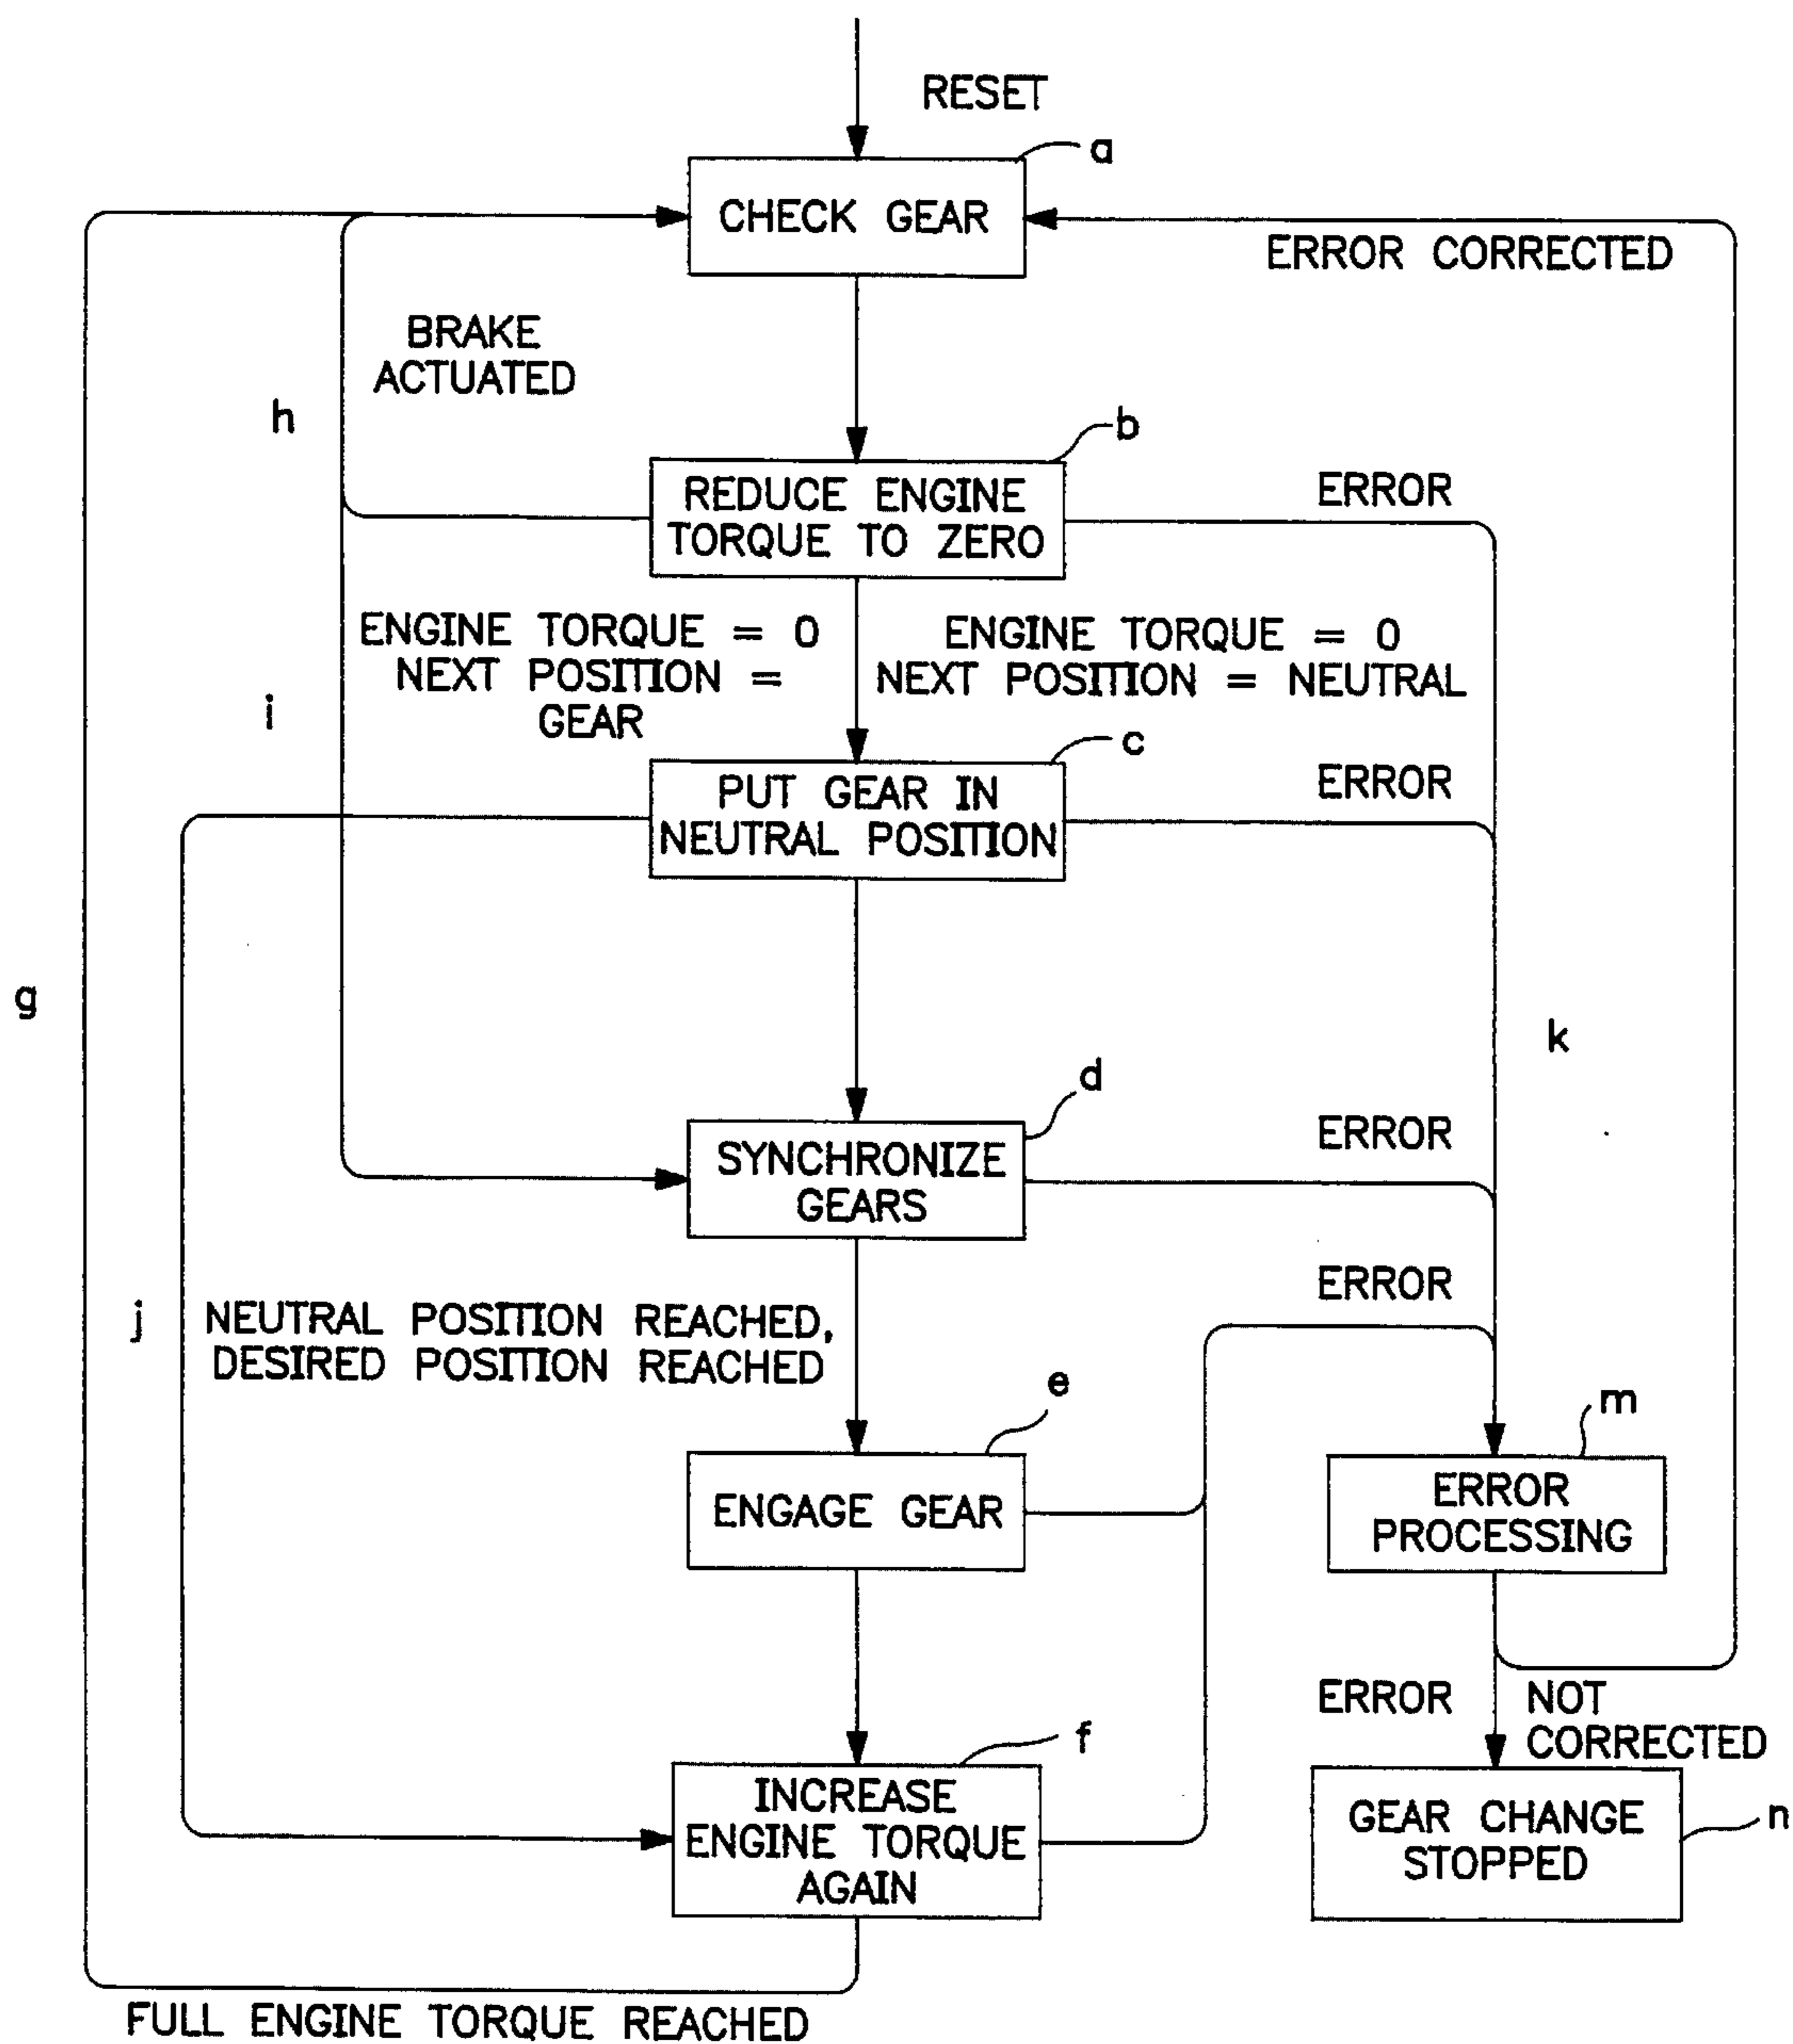 RESET
a
CHECK GEAR
ERROR CORRECTED
BRAKE
ACTUATED
h
b
REDUCE ENGINE
TORQUE TO ZERO
ERROR
ENGINE TORQUE = 0
NEXT POSITION =
GEAR
ENGINE TORQUE = 0
NEXT POSITION = NEUTRAL
i
c
PUT GEAR IN
NEUTRAL POSITION
ERROR
g
k
d
SYNCHRONIZE
GEARS
ERROR
ERROR
j
NEUTRAL POSITION REACHED,
DESIRED POSITION REACHED
e
ENGAGE GEAR
m
ERROR
PROCESSING
ERROR
NOT
CORRECTED
f
INCREASE
ENGINE TORQUE
AGAIN
GEAR CHANGE
STOPPED
n
FULL ENGINE TORQUE REACHED